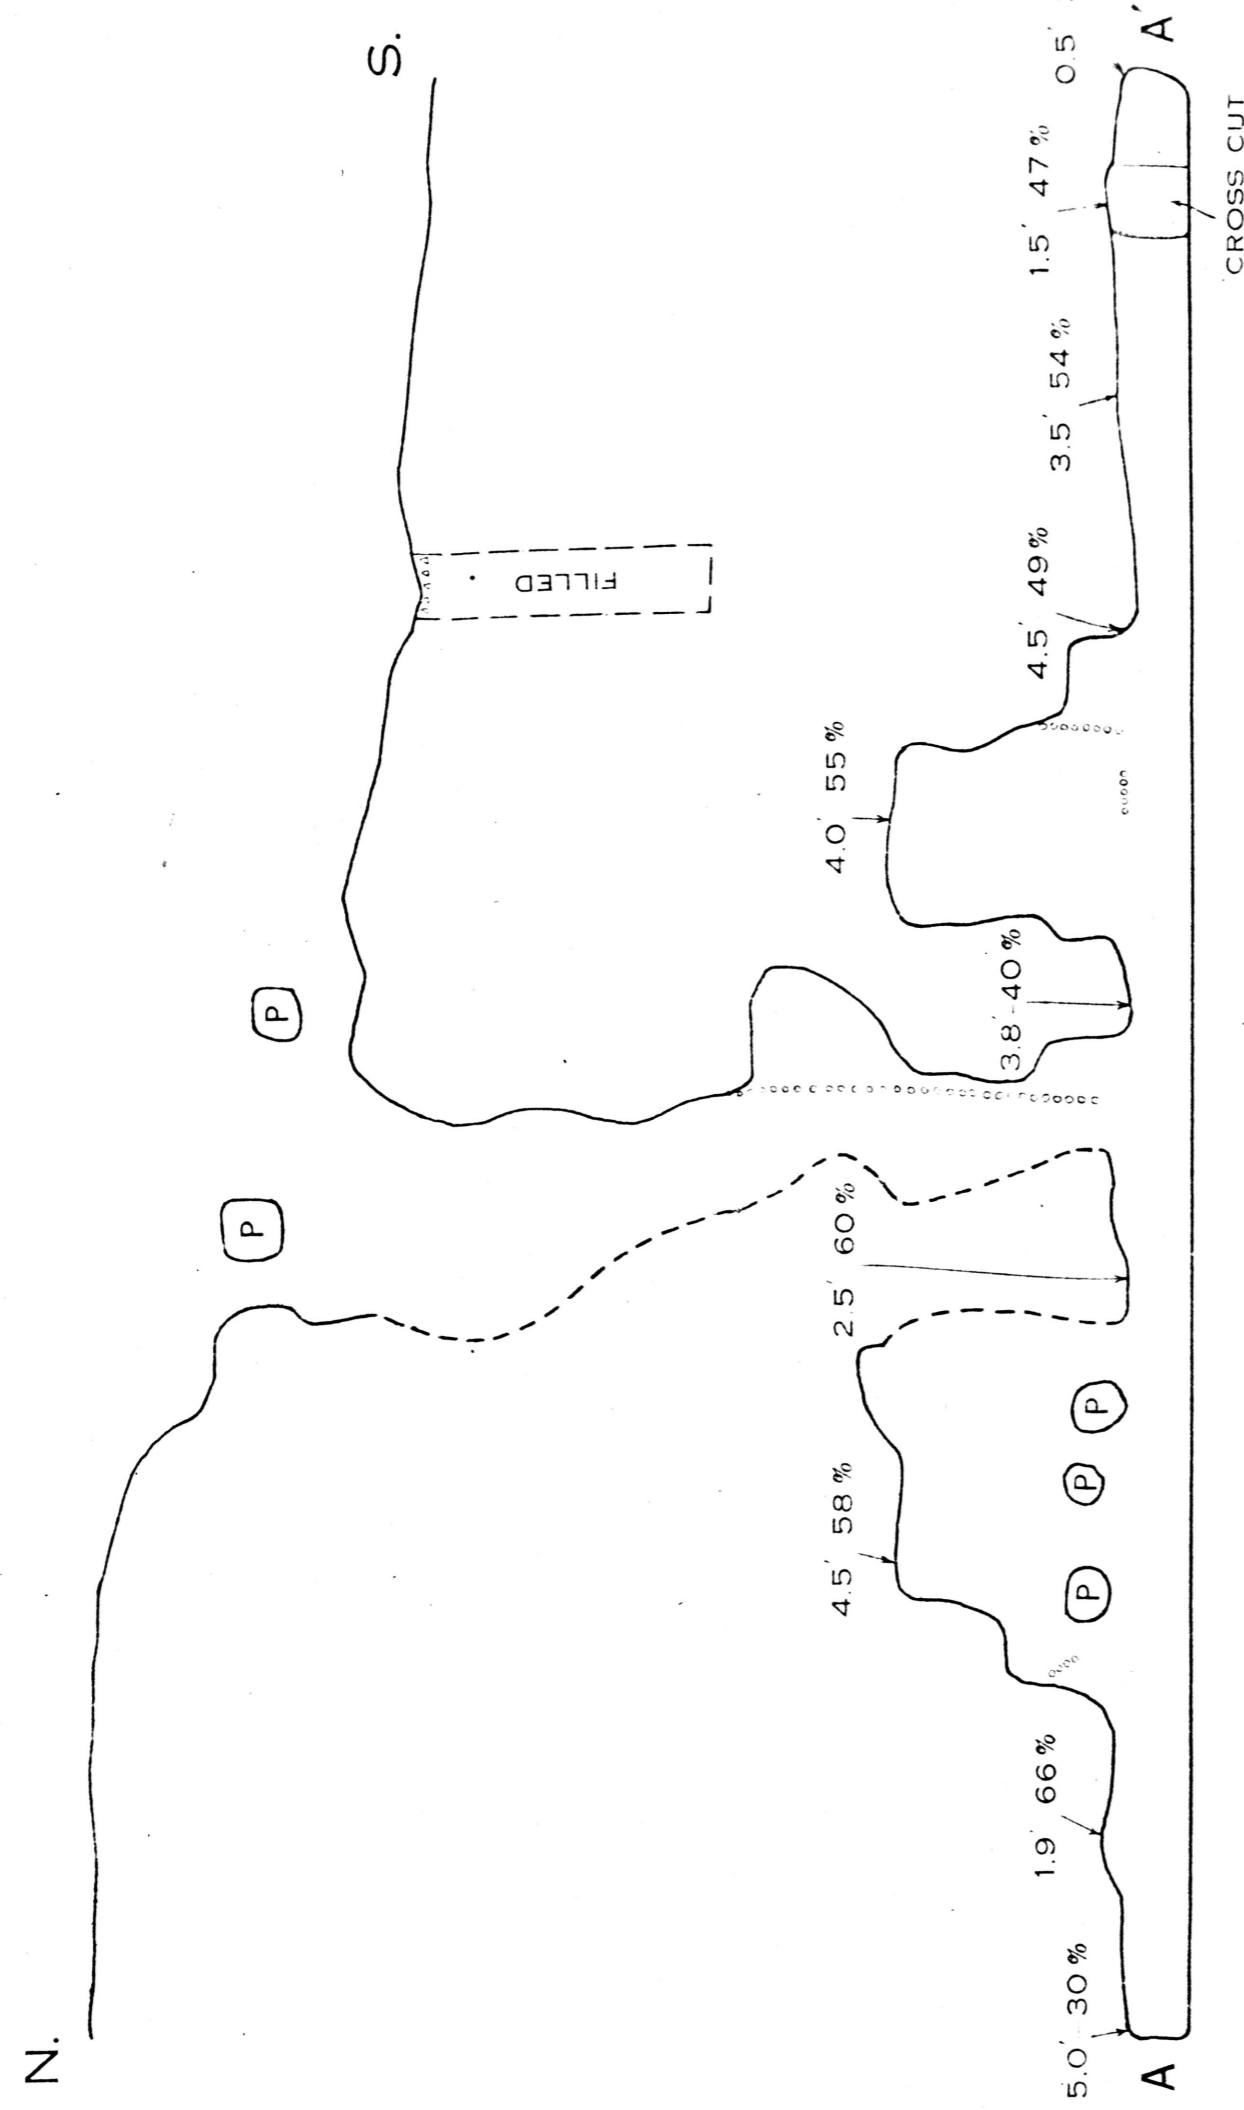 N.
S.
P
P
FILLED
4.5' 58%
2.5' 60%
4.0' 55%
P
P
P
3.8'-40%
5.0' 30%
1.9' 66%
4.5' 49%
3.5' 54%
1.5' 47%
0.5'
A
A'
CROSS CUT